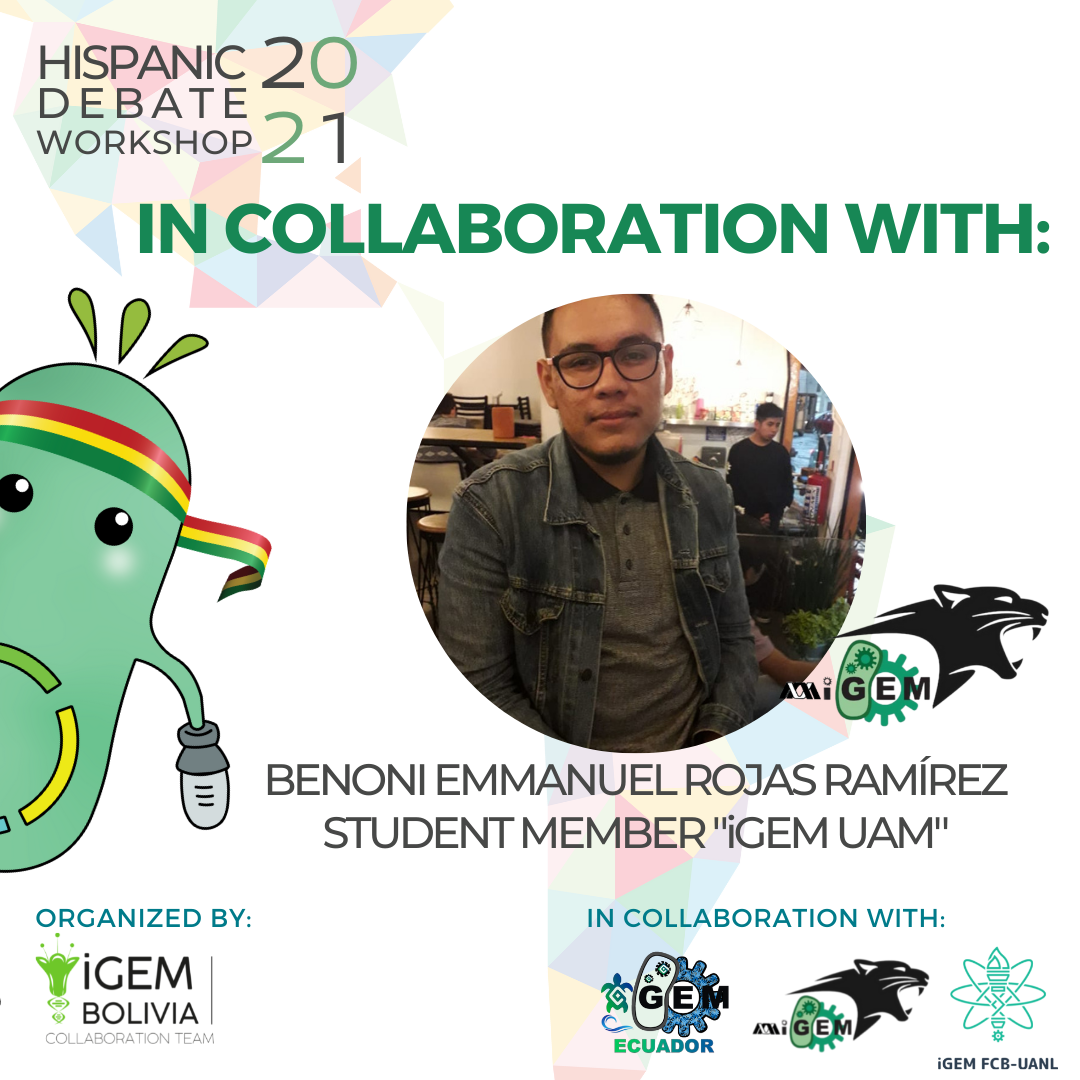 HISPANIC 20
DEBATE
WORKSHOP 21
IN COLLABORATION WITH:
iGEM
BENONI EMMANUEL ROJAS RAMÍREZ
STUDENT MEMBER "iGEM UAM"
ORGANIZED BY:
IN COLLABORATION WITH:
iGEM
BOLIVIA
COLLABORATION TEAM
iGEM
ECUADOR
iGEM
iGEM FCB-UANL